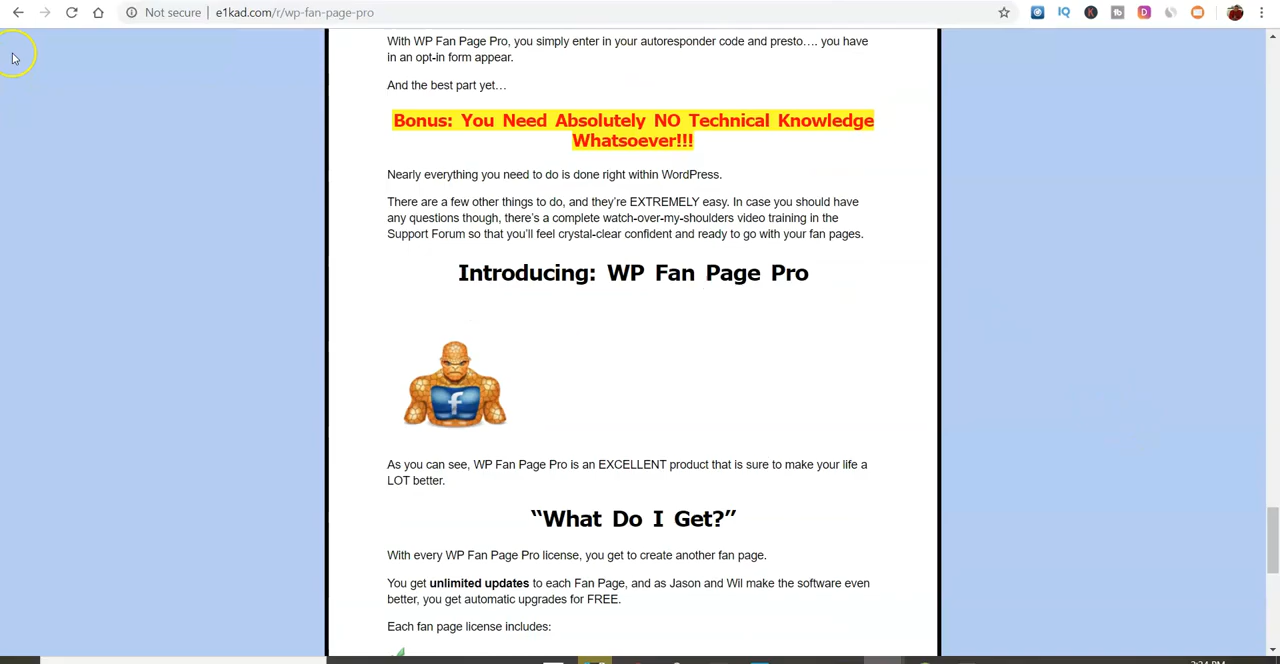 Not secure | e1kad.com/r/wp-fan-page-pro
With WP Fan Page Pro, you simply enter in your autoresponder code and presto…. you have
in an opt-in form appear.
And the best part yet…
Bonus: You Need Absolutely NO Technical Knowledge
Whatsoever!!!
Nearly everything you need to do is done right within WordPress.
There are a few other things to do, and they’re EXTREMELY easy. In case you should have
any questions though, there’s a complete watch-over-my-shoulders video training in the
Support Forum so that you’ll feel crystal-clear confident and ready to go with your fan pages.
Introducing: WP Fan Page Pro
f
As you can see, WP Fan Page Pro is an EXCELLENT product that is sure to make your life a
LOT better.
“What Do I Get?”
With every WP Fan Page Pro license, you get to create another fan page.
You get unlimited updates to each Fan Page, and as Jason and Wil make the software even
better, you get automatic upgrades for FREE.
Each fan page license includes: